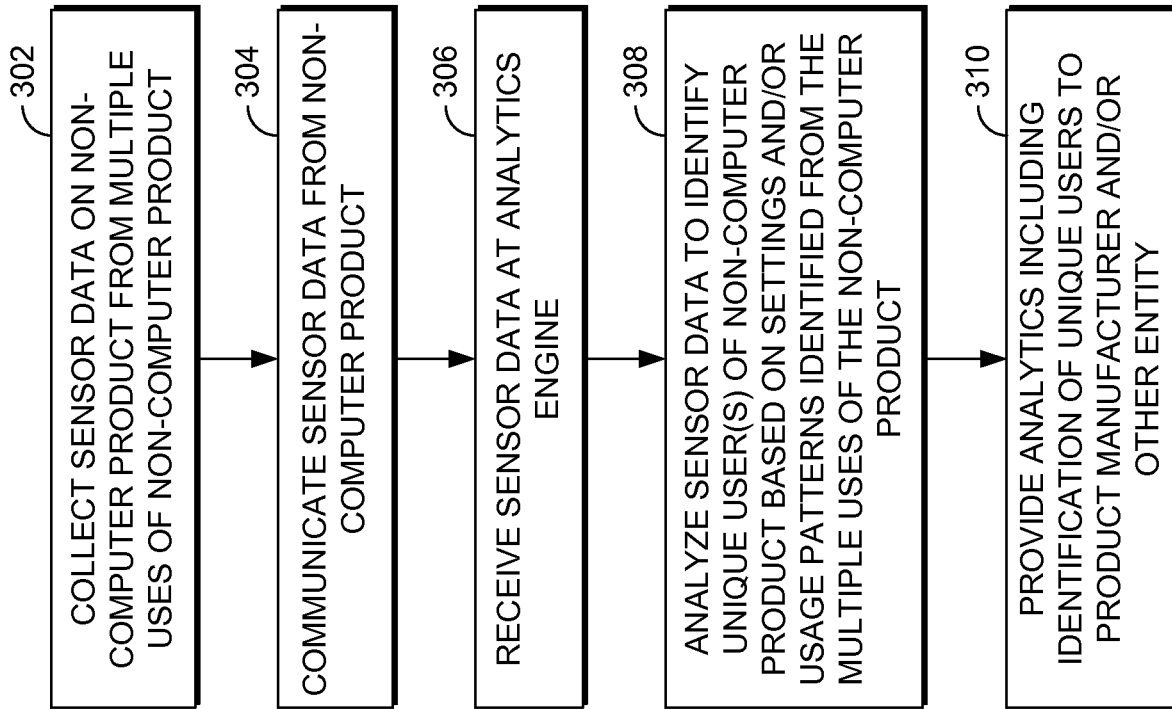 302
COLLECT SENSOR DATA ON NON-
COMPUTER PRODUCT FROM MULTIPLE
USES OF NON-COMPUTER PRODUCT
304
COMMUNICATE SENSOR DATA FROM NON-
COMPUTER PRODUCT
306
RECEIVE SENSOR DATA AT ANALYTICS
ENGINE
308
ANALYZE SENSOR DATA TO IDENTIFY
UNIQUE USER(S) OF NON-COMPUTER
PRODUCT BASED ON SETTINGS AND/OR
USAGE PATTERNS IDENTIFIED FROM THE
MULTIPLE USES OF THE NON-COMPUTER
PRODUCT
310
PROVIDE ANALYTICS INCLUDING
IDENTIFICATION OF UNIQUE USERS TO
PRODUCT MANUFACTURER AND/OR
OTHER ENTITY